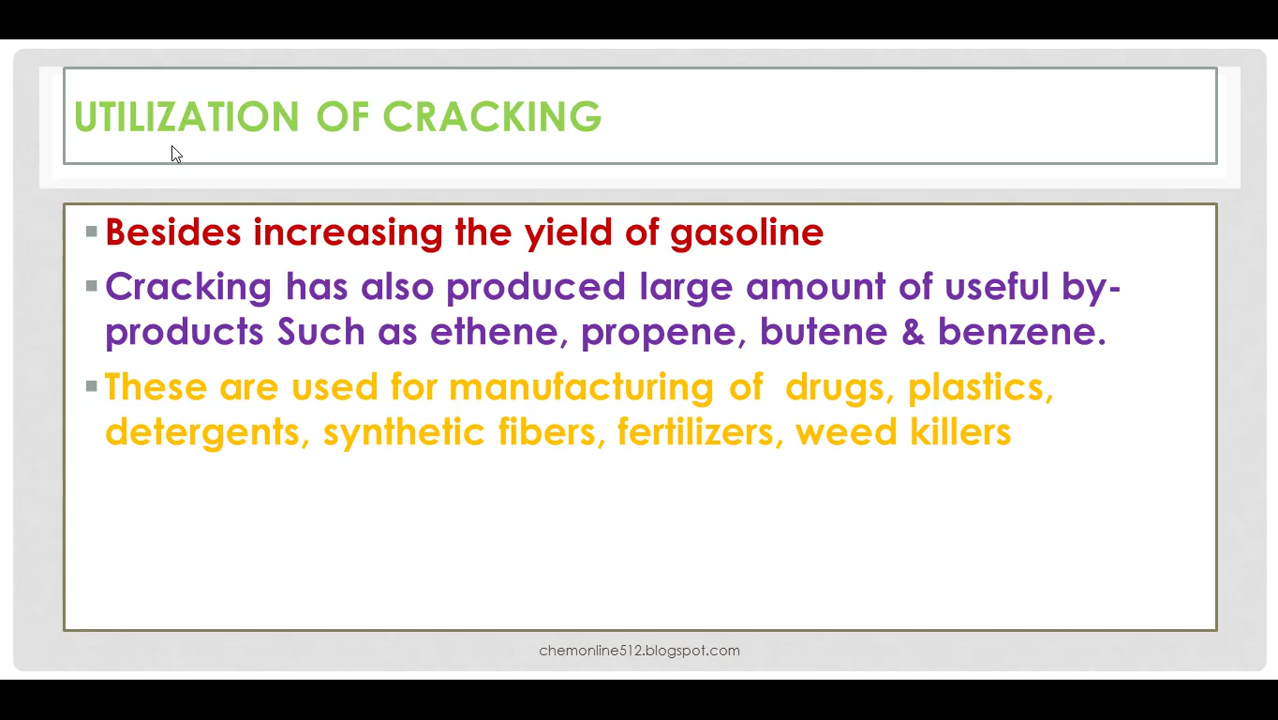 UTILIZATION OF CRACKING
▪ Besides increasing the yield of gasoline
▪ Cracking has also produced large amount of useful by-
products Such as ethene, propene, butene & benzene.
▪ These are used for manufacturing of  drugs, plastics,
detergents, synthetic fibers, fertilizers, weed killers
chemonline512.blogspot.com